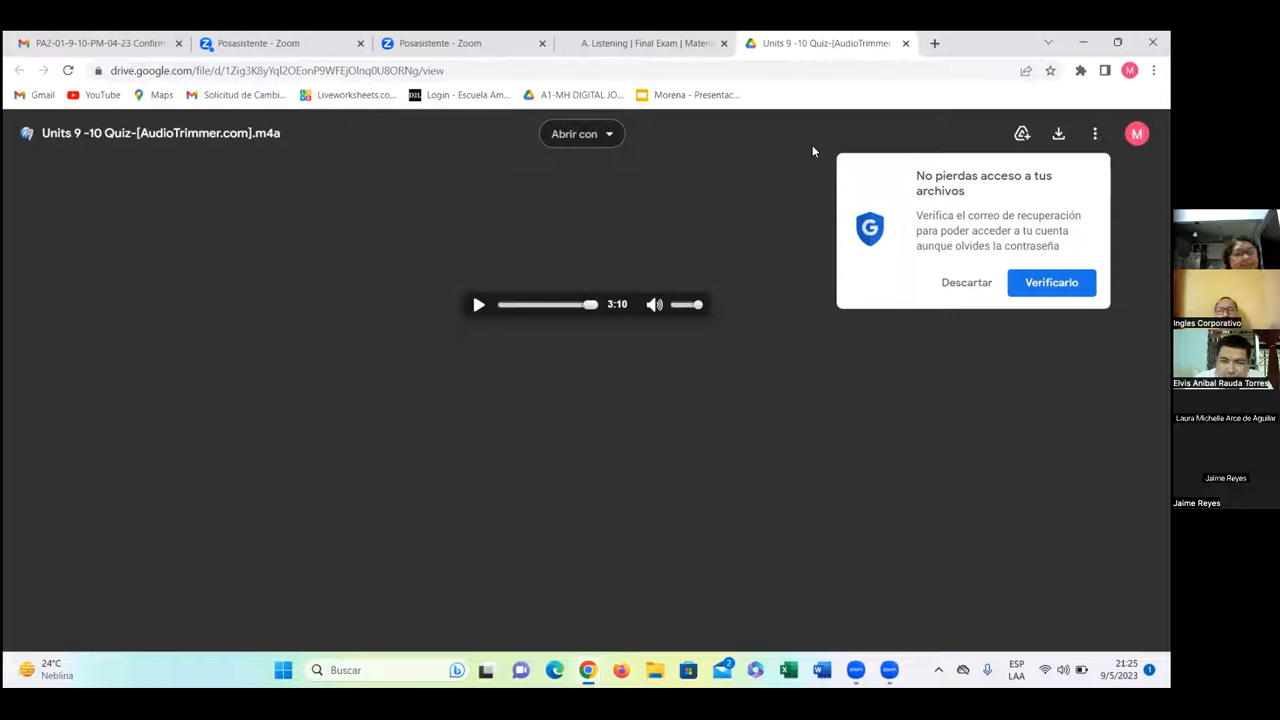 PA2-01-9-10-PM-04-23 Confirm
Posasistente - Zoom
Posasistente - Zoom
A. Listening | Final Exam | Materia
Units 9 -10 Quiz-[AudioTrimmer
drive.google.com/file/d/1Zig3K8yYql2OEonP9WFEjOlnq0U8ORNg/view
M
Gmail
YouTube
Maps
Solicitud de Cambi...
Liveworksheets.co...
Login - Escuela Am...
A1-MH DIGITAL JO...
Morena - Presentac...
Units 9 -10 Quiz-[AudioTrimmer.com].m4a
Abrir con
M
No pierdas acceso a tus
archivos
Verifica el correo de recuperación
para poder acceder a tu cuenta
aunque olvides la contraseña
Descartar
Verificarlo
G
3:10
Ingles Corporativo
Elvis Anibal Rauda Torres
Laura Michelle Arce de Aguilar
Jaime Reyes
Jaime Reyes
24°C
Neblina
Buscar
2
ESP
LAA
21:25
9/5/2023
1